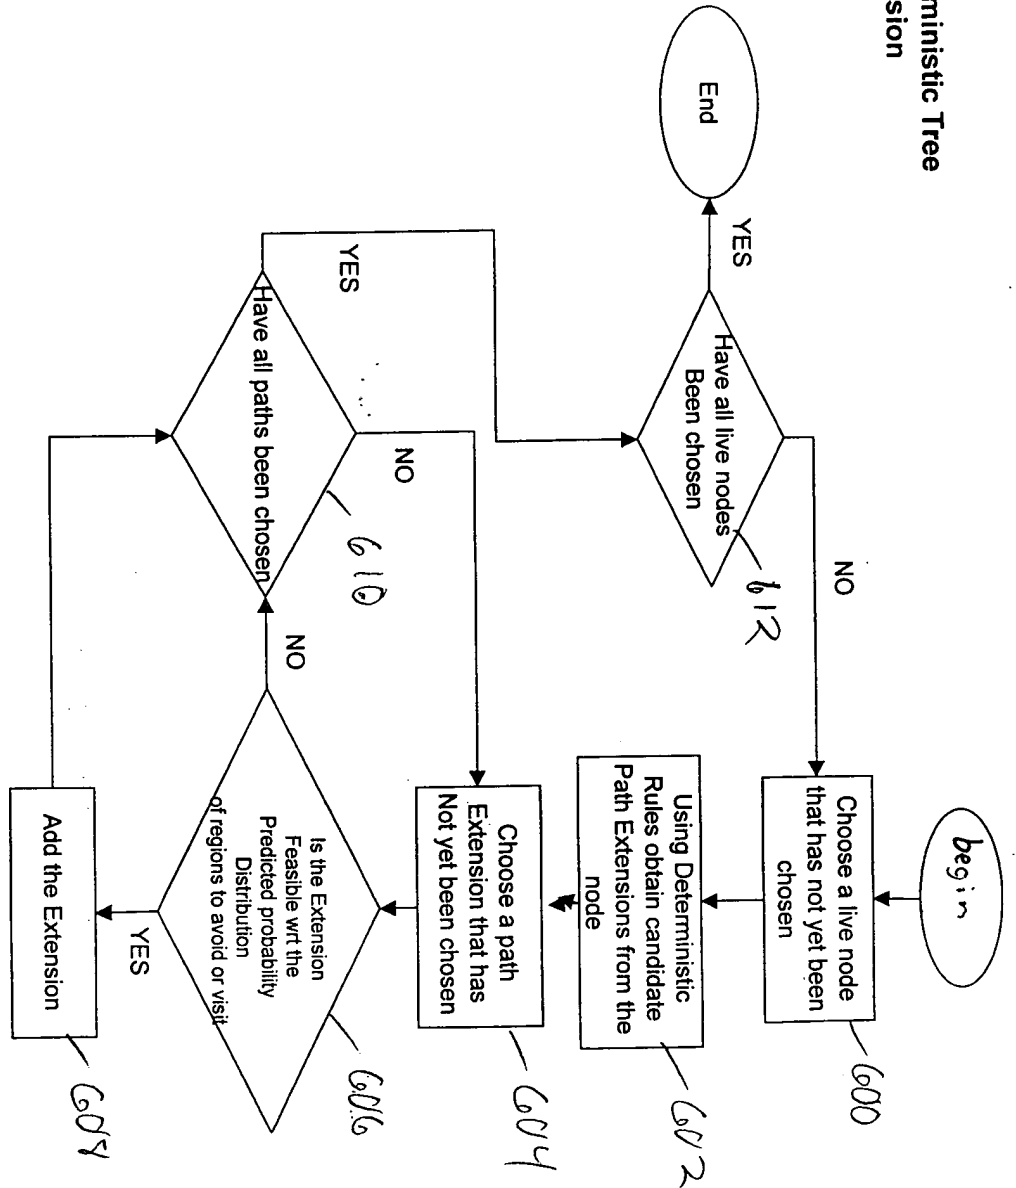 ministic Tree
sion
begin
Choose a live node
that has not yet been
chosen
600
Using Deterministic
Rules obtain candidate
Path Extensions from the
node
602
Choose a path
Extension that has
Not yet been chosen
604
Is the Extension
Feasible wrt the
Predicted probability
Distribution
of regions to avoid or visit
606
YES
NO
Add the Extension
608
Have all paths been chosen
610
NO
YES
Have all live nodes
Been chosen
612
NO
YES
End